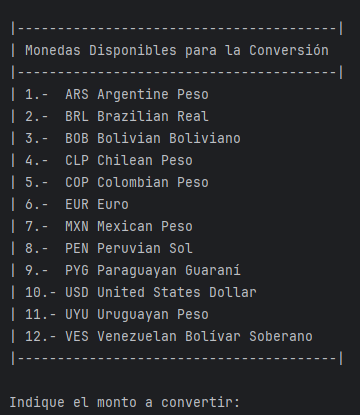 |----------------------------------------|
| Monedas Disponibles para la Conversión
|----------------------------------------|
| 1.-  ARS Argentine Peso
| 2.-  BRL Brazilian Real
| 3.-  BOB Bolivian Boliviano
| 4.-  CLP Chilean Peso
| 5.-  COP Colombian Peso
| 6.-  EUR Euro
| 7.-  MXN Mexican Peso
| 8.-  PEN Peruvian Sol
| 9.-  PYG Paraguayan Guaraní
| 10.- USD United States Dollar
| 11.- UYU Uruguayan Peso
| 12.- VES Venezuelan Bolívar Soberano
|----------------------------------------|
Indique el monto a convertir: